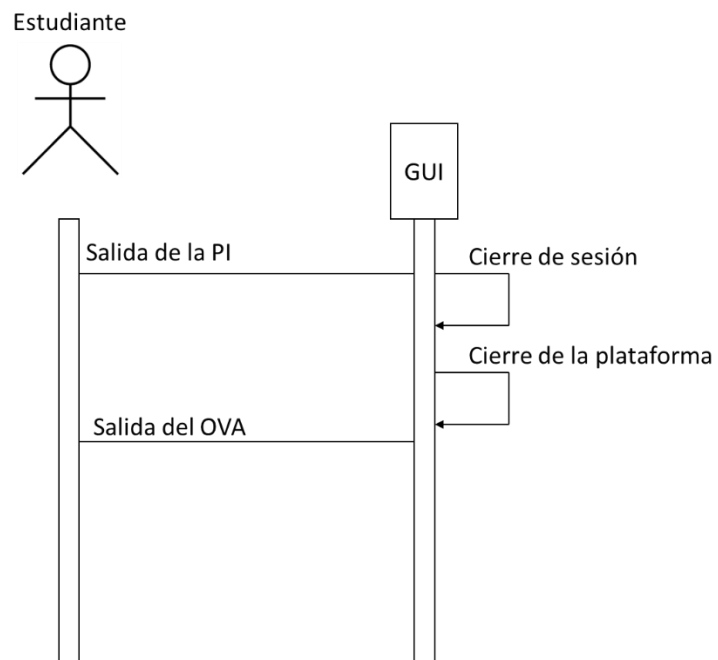 Estudiante
GUI
Salida de la PI
Cierre de sesión
Cierre de la plataforma
Salida del OVA